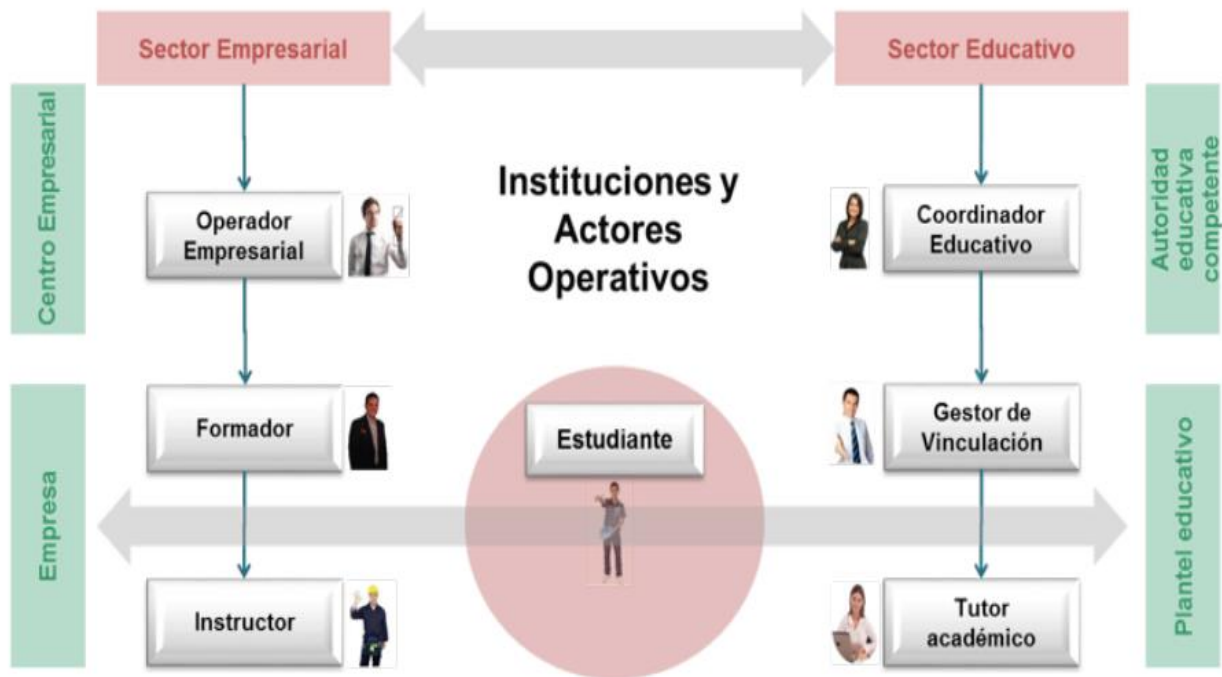 Sector Empresarial
Sector Educativo
Centro Empresarial
Operador
Empresarial
Instituciones y
Actores
Operativos
Coordinador
Educativo
Autoridad
educativa
competente
Empresa
Formador
Estudiante
Gestor de
Vinculación
Plantel educativo
Instructor
Tutor
académico